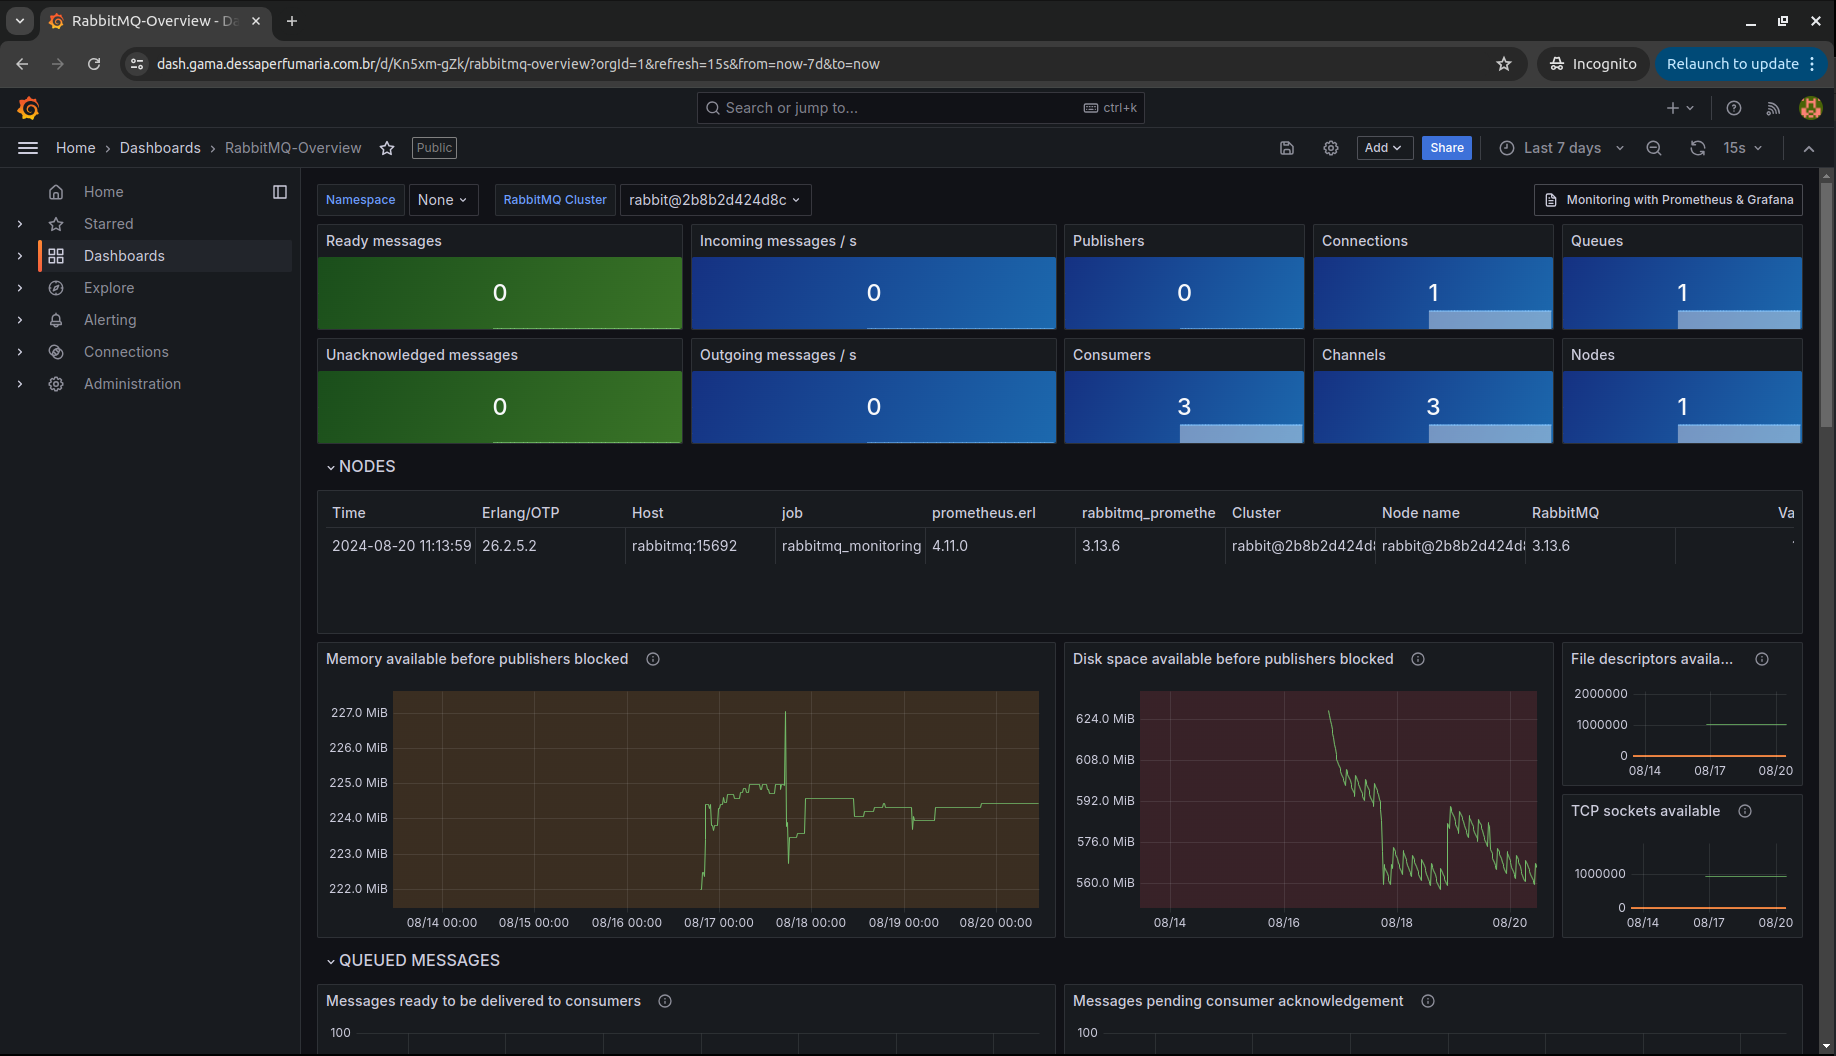 RabbitMQ-Overview - Da
dash.gama.dessaperfumaria.com.br/d/Kn5xm-gZk/rabbitmq-overview?orgId=1&refresh=15s&from=now-7d&to=now
Incognito
Relaunch to update
Search or jump to...
ctrl+k
Home
Dashboards
RabbitMQ-Overview
Public
Add
Share
Last 7 days
15s
Home
Starred
Dashboards
Explore
Alerting
Connections
Administration
Namespace
None
RabbitMQ Cluster
rabbit@2b8b2d424d8c
Monitoring with Prometheus & Grafana
Ready messages
0
Incoming messages / s
0
Publishers
0
Connections
1
Queues
1
Unacknowledged messages
0
Outgoing messages / s
0
Consumers
3
Channels
3
Nodes
1
NODES
Time Erlang/OTP Host job prometheus.erl rabbitmq_promethe Cluster Node name RabbitMQ Va
2024-08-20 11:13:59 26.2.5.2 rabbitmq:15692 rabbitmq_monitoring 4.11.0 3.13.6 rabbit@2b8b2d424d8 rabbit@2b8b2d424d8 3.13.6
Memory available before publishers blocked
227.0 MiB
226.0 MiB
225.0 MiB
224.0 MiB
223.0 MiB
222.0 MiB
08/14 00:00 08/15 00:00 08/16 00:00 08/17 00:00 08/18 00:00 08/19 00:00 08/20 00:00
Disk space available before publishers blocked
624.0 MiB
608.0 MiB
592.0 MiB
576.0 MiB
560.0 MiB
08/14 08/16 08/18 08/20
File descriptors availa...
2000000
1000000
0
08/14 08/17 08/20
TCP sockets available
1000000
0
08/14 08/17 08/20
QUEUED MESSAGES
Messages ready to be delivered to consumers
100
Messages pending consumer acknowledgement
100